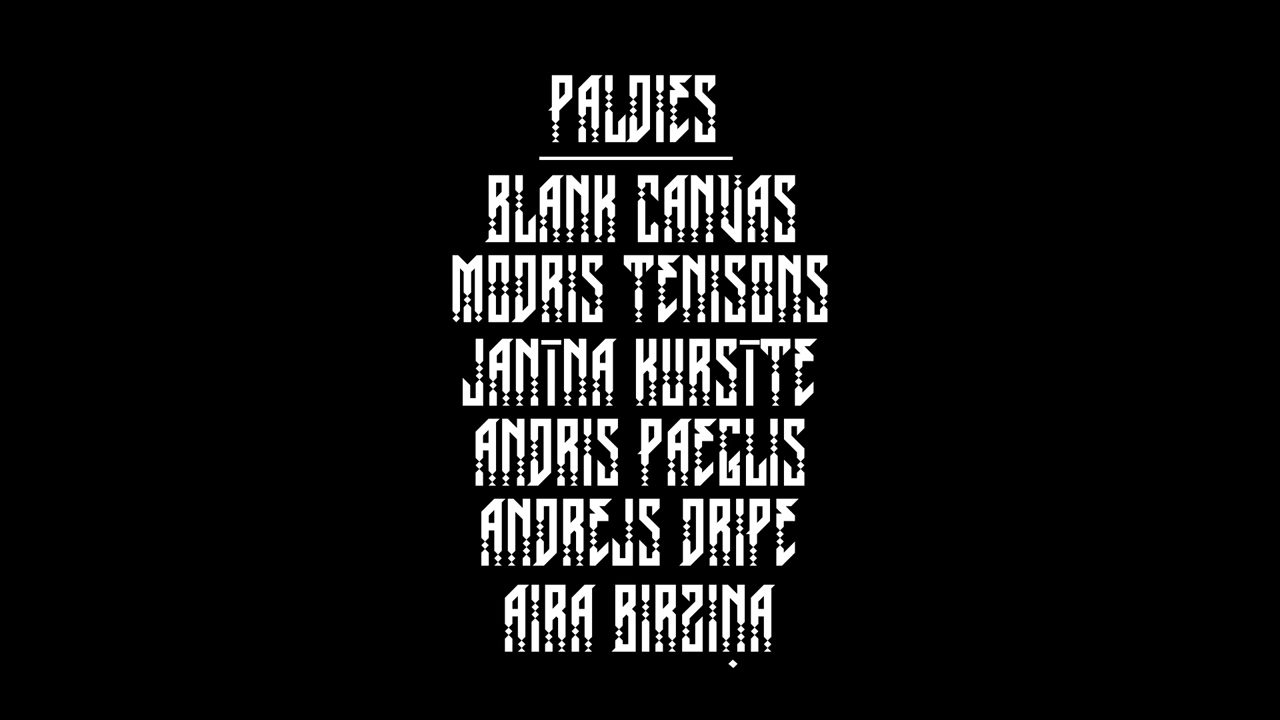 PALDIES
BLANK CANVAS
MODRIS TENISONS
JANĪNA KURSĪTE
ANDRIS PAEGLIS
ANDREJS DRIPE
AIRA BIRZIŅA